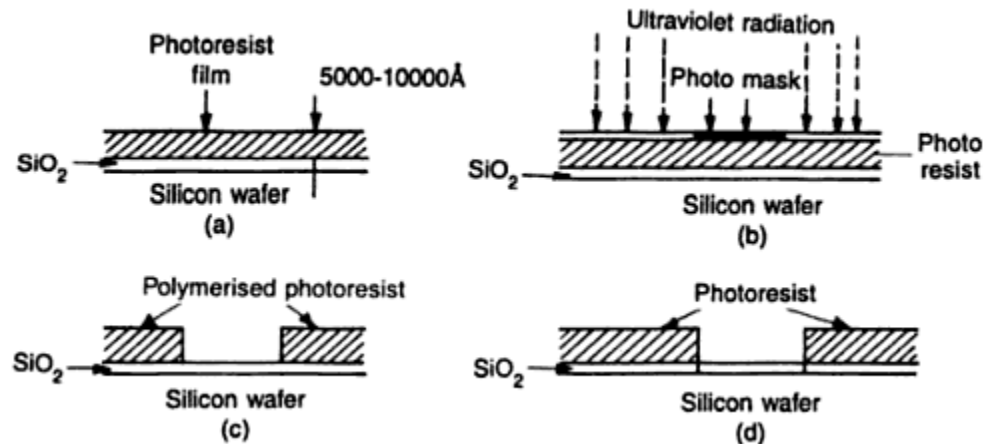 Photoresist
film
5000-10000Å
SiO2
Silicon wafer
(a)
Ultraviolet radiation
Photo mask
Photo
resist
SiO2
Silicon wafer
(b)
Polymerised photoresist
SiO2
Silicon wafer
(c)
Photoresist
SiO2
Silicon wafer
(d)